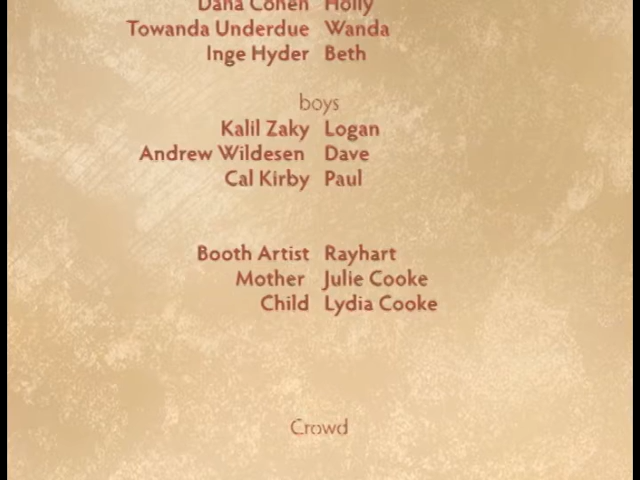 Dana Cohen Holly
Towanda Underdue Wanda
Inge Hyder Beth
boys
Kalil Zaky Logan
Andrew Wildesen Dave
Cal Kirby Paul
Booth Artist Rayhart
Mother Julie Cooke
Child Lydia Cooke
Crowd